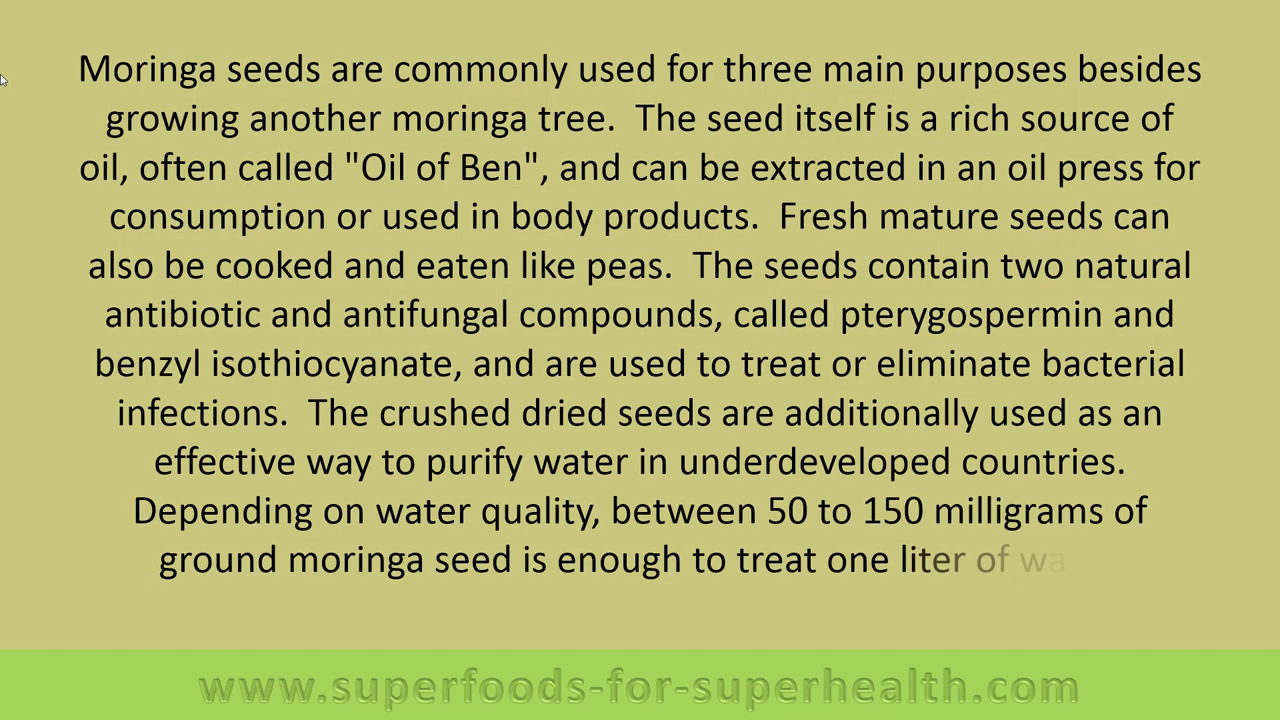 Moringa seeds are commonly used for three main purposes besides
growing another moringa tree.  The seed itself is a rich source of
oil, often called "Oil of Ben", and can be extracted in an oil press for
consumption or used in body products.  Fresh mature seeds can
also be cooked and eaten like peas.  The seeds contain two natural
antibiotic and antifungal compounds, called pterygospermin and
benzyl isothiocyanate, and are used to treat or eliminate bacterial
infections.  The crushed dried seeds are additionally used as an
effective way to purify water in underdeveloped countries.
Depending on water quality, between 50 to 150 milligrams of
ground moringa seed is enough to treat one liter of wa
www.superfoods-for-superhealth.com